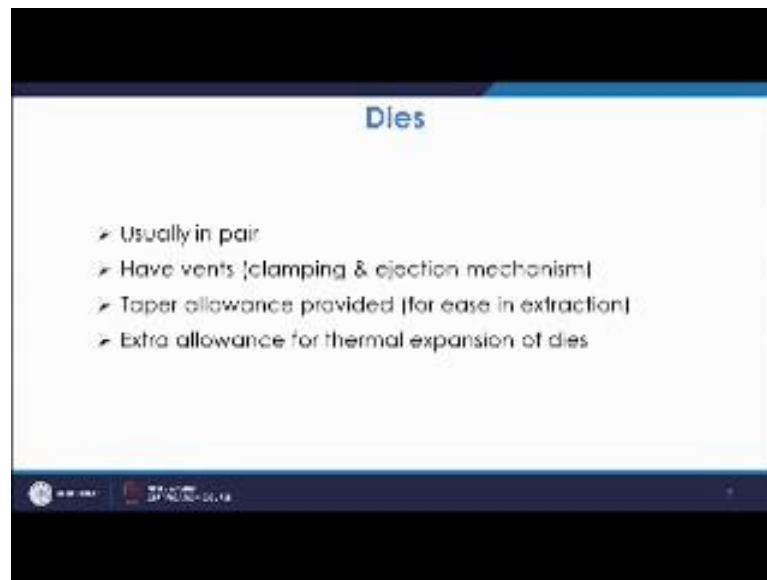 Dies
➢ Usually in pair
➢ Have vents (clamping & ejection mechanism)
➢ Taper allowance provided (for ease in extraction)
➢ Extra allowance for thermal expansion of dies